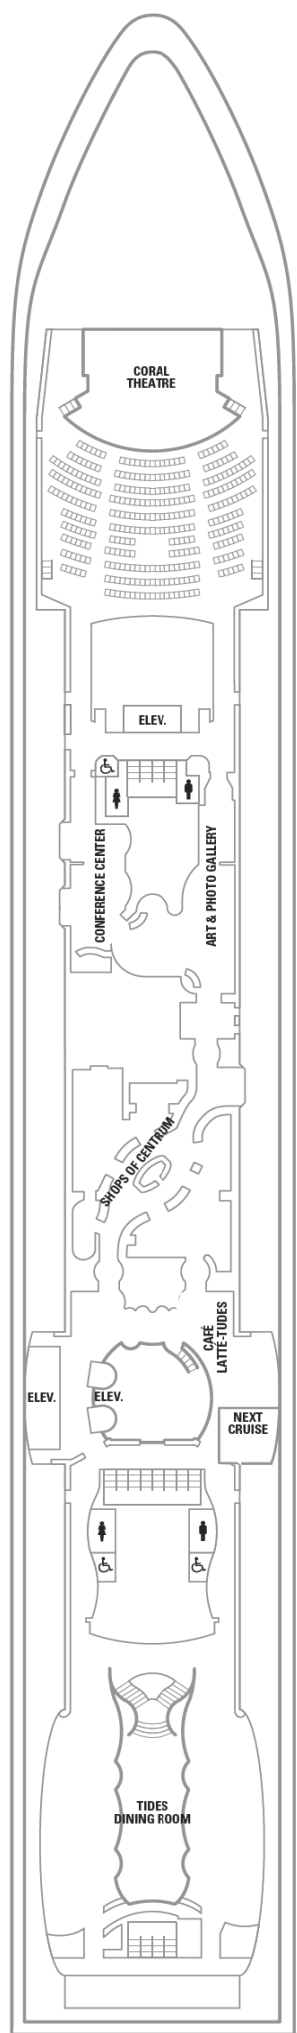 CORAL
THEATRE
ELEV.
CONFERENCE CENTER
ART & PHOTO GALLERY
SHOPS OF CENTRUM
CAFÉ
LATTÉ-TUDES
ELEV.
ELEV.
NEXT
CRUISE
TIDES
DINING ROOM